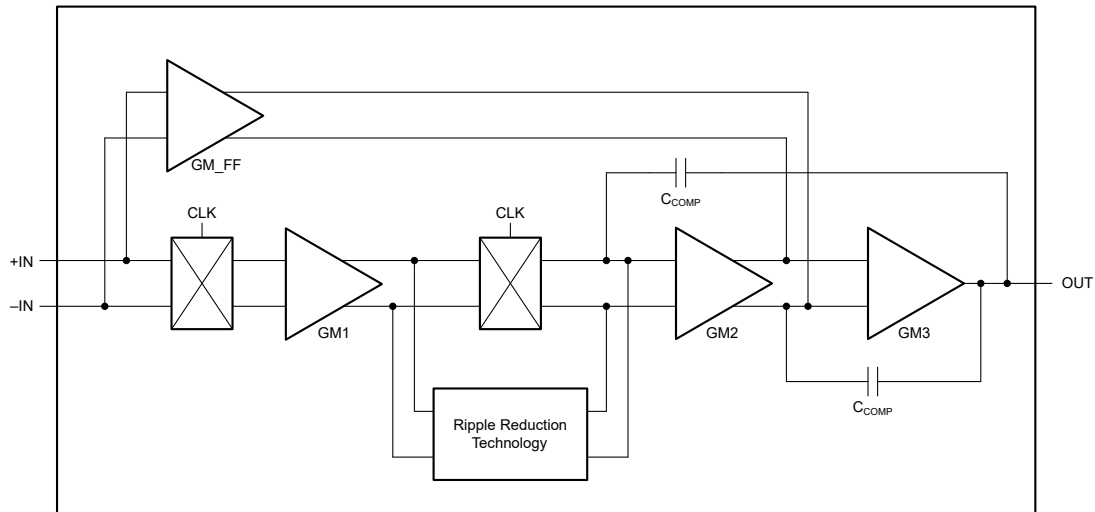 GM_FF
C_COMP
CLK
CLK
+IN
–IN
OUT
GM1
GM2
GM3
C_COMP
Ripple Reduction
Technology